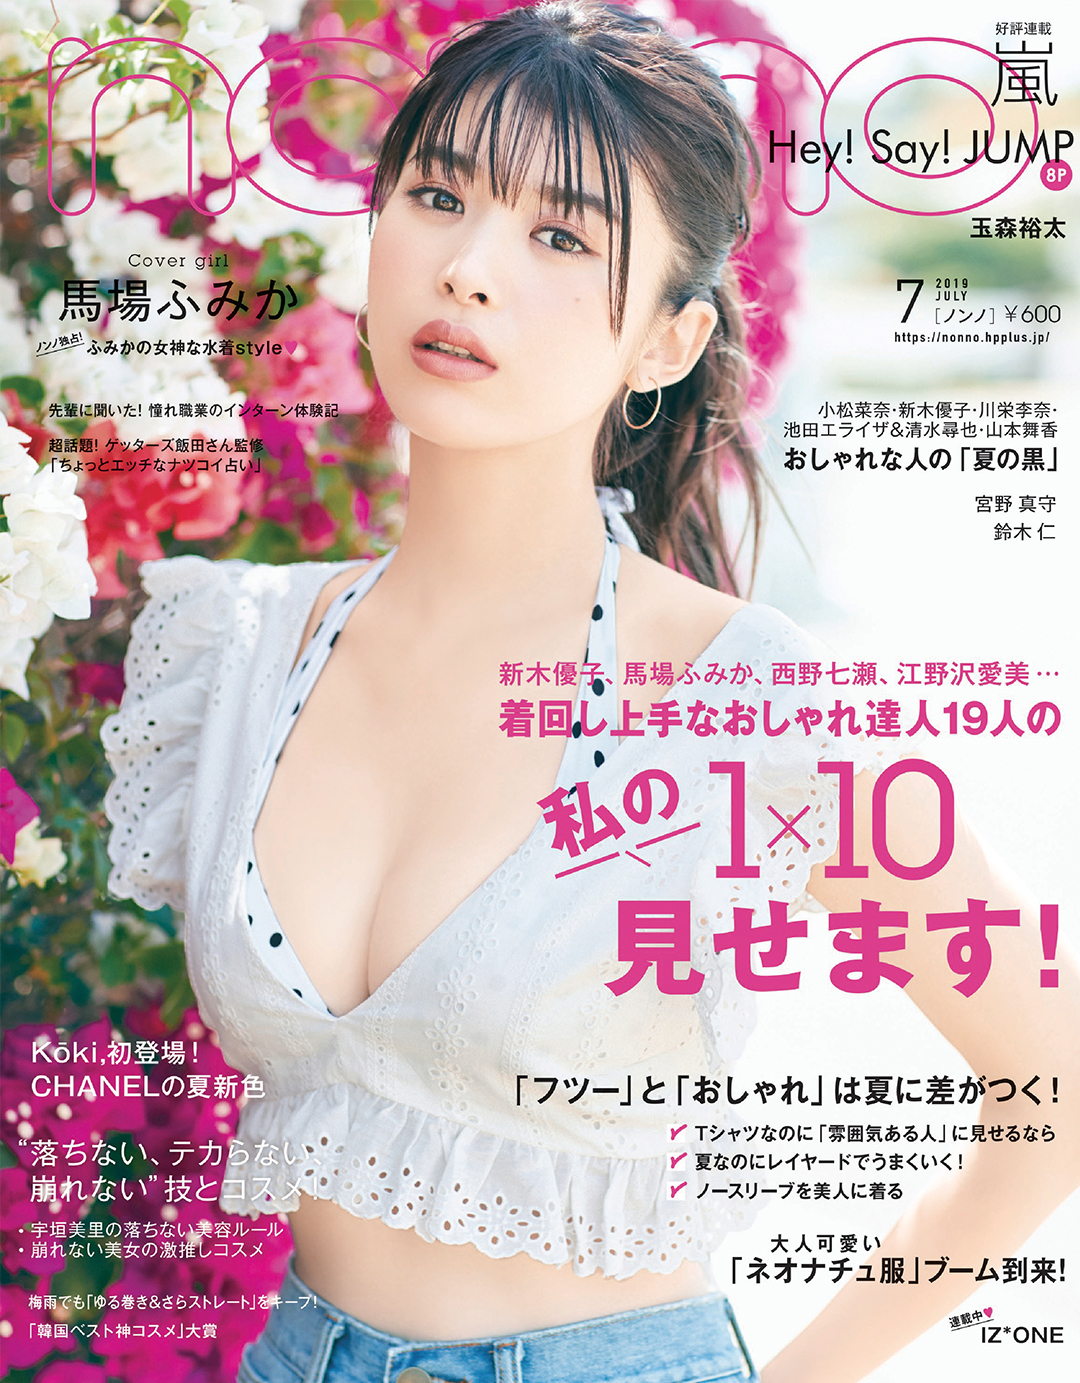 non-no
好評連載
嵐
Hey! Say! JUMP
8P
玉森裕太
Cover girl
馬場ふみか
ノンノ独占!
ふみかの女神な水着style♥
7 2019 JULY
[ノンノ] ¥600
https://nonno.hpplus.jp/
先輩に聞いた! 憧れ職業のインターン体験記
超話題! ゲッターズ飯田さん監修
「ちょっとエッチなナツコイ占い」
小松菜奈・新木優子・川栄李奈・
池田エライザ&清水尋也・山本舞香
おしゃれな人の「夏の黒」
宮野 真守
鈴木 仁
新木優子、馬場ふみか、西野七瀬、江野沢愛美…
着回し上手なおしゃれ達人19人の
私の1×10
見せます!
Kōki,初登場!
CHANELの夏新色
“落ちない、テカらない、
崩れない”技とコスメ!
・宇垣美里の落ちない美容ルール
・崩れない美女の激推しコスメ
梅雨でも「ゆる巻き&さらストレート」をキープ!
「韓国ベスト神コスメ」大賞
「フツー」と「おしゃれ」は夏に差がつく!
Tシャツなのに「雰囲気ある人」に見せるなら
夏なのにレイヤードでうまくいく!
ノースリーブを美人に着る
大人可愛い
「ネオナチュ服」ブーム到来!
連載中♥
IZ*ONE